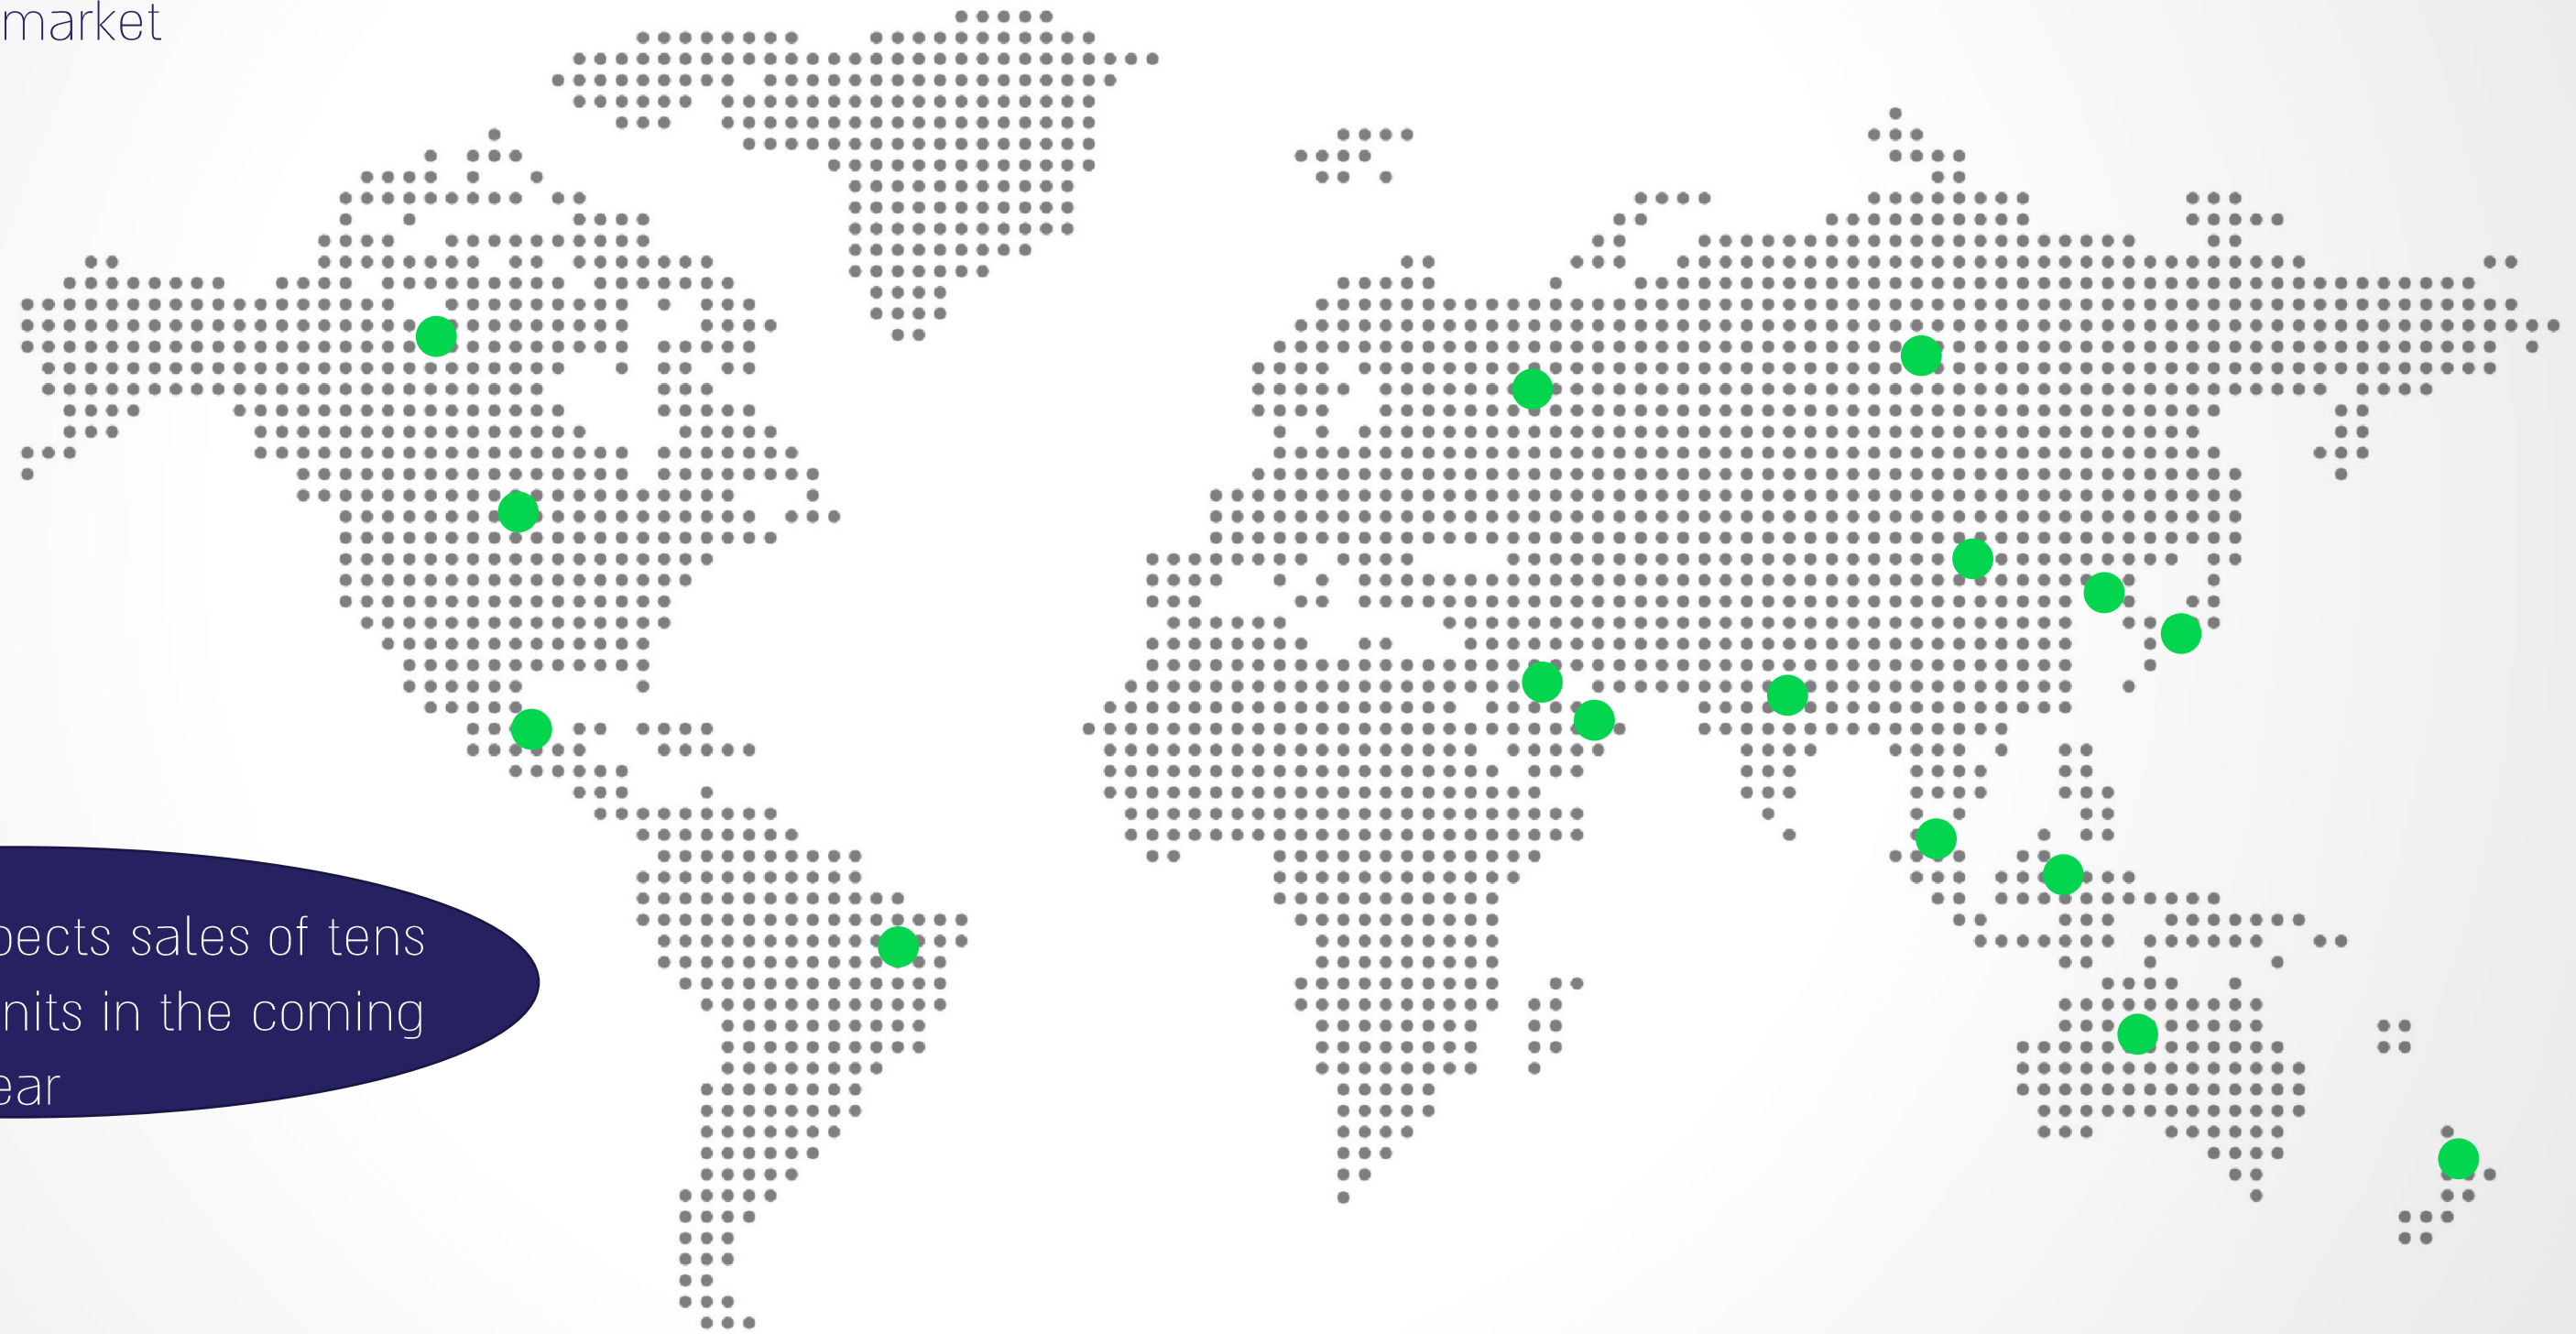 market
pects sales of tens
nits in the coming
ear